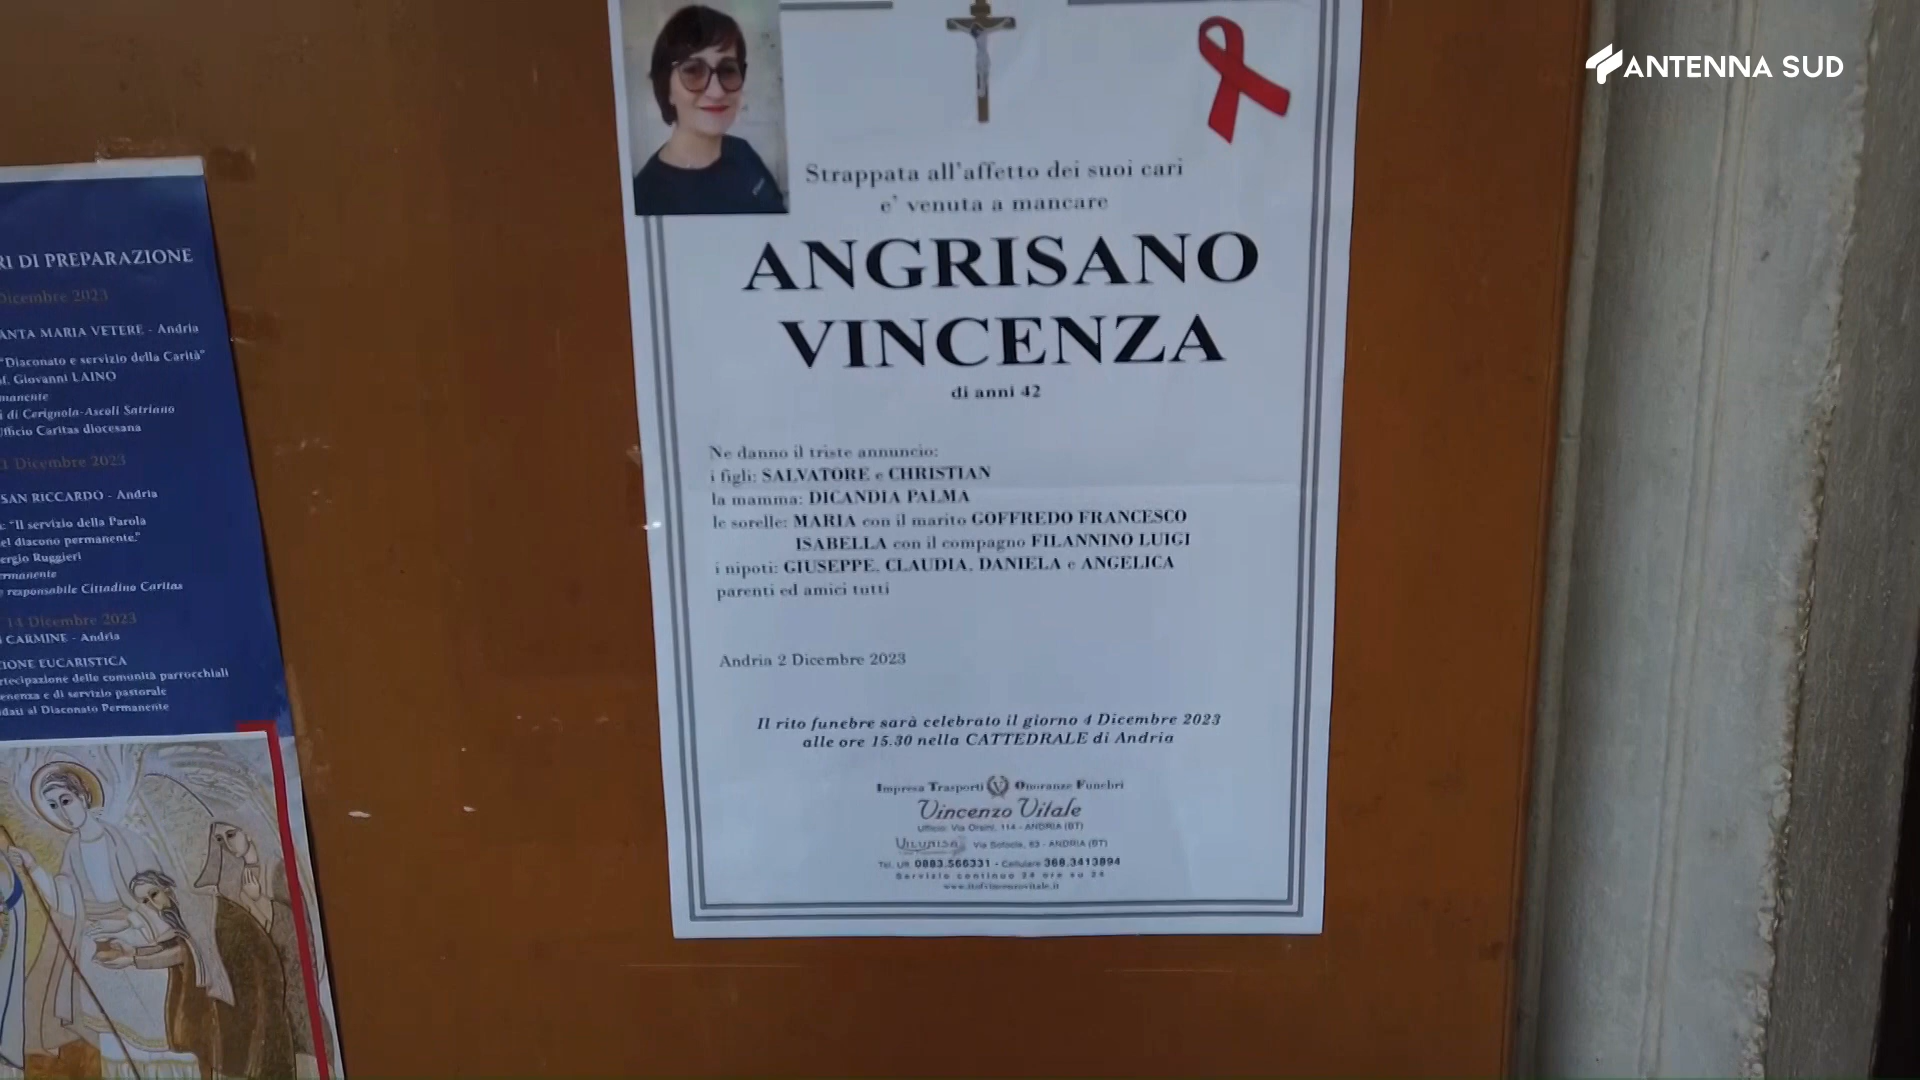 ANTENNA SUD
Strappata all'affetto dei suoi cari
e' venuta a mancare
ANGRISANO
VINCENZA
di anni 42
Ne danno il triste annuncio:
i figli: SALVATORE e CHRISTIAN
la mamma: DICANDIA PALMA
le sorelle: MARIA con il marito GOFFREDO FRANCESCO
ISABELLA con il compagno FILANNINO LUIGI
i nipoti: GIUSEPPE, CLAUDIA, DANIELA e ANGELICA
parenti ed amici tutti
Andria 2 Dicembre 2023
Il rito funebre sarà celebrato il giorno 4 Dicembre 2023
alle ore 15.30 nella CATTEDRALE di Andria
Impresa Trasporti V Onoranze Funebri
Vincenzo Vitale
Ufficio: Via Orsini, 114 - ANDRIA (BT)
Via Sofocle, 63 - ANDRIA (BT)
Tel. Uff. 0883.566331 - Cellulare 368.3413894
Servizio continuo 24 ore su 24
RI DI PREPARAZIONE
Dicembre 2023
ANTA MARIA VETERE - Andria
"Diaconato e servizio della Carità"
of. Giovanni LAINO
manente
i di Cerignola-Ascoli Satriano
Ufficio Caritas diocesana
1 Dicembre 2023
SAN RICCARDO - Andria
: "Il servizio della Parola
el diacono permanente."
ergio Ruggieri
ermanente
e responsabile Cittadino Caritas
14 Dicembre 2023
CARMINE - Andria
IONE EUCARISTICA
rtecipazione delle comunità parrocchiali
enenza e di servizio pastorale
idati al Diaconato Permanente